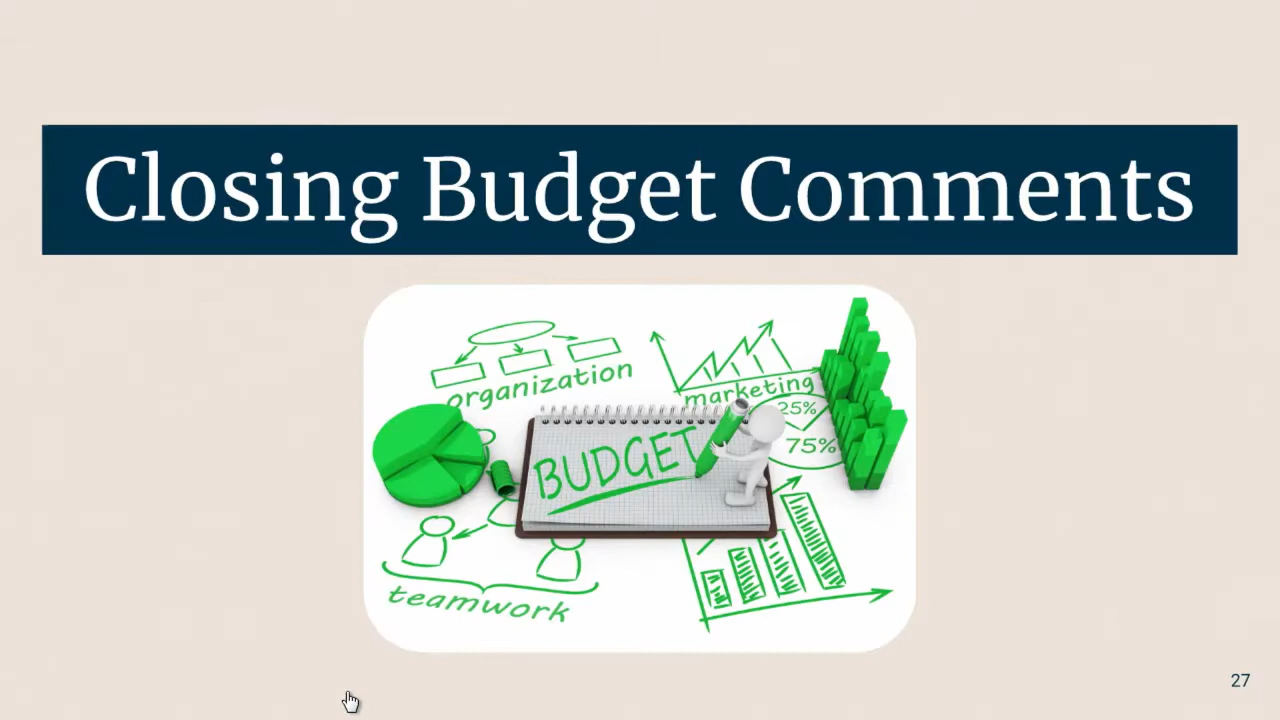 Closing Budget Comments
organization
marketing
25%
75%
BUDGET
teamwork
27